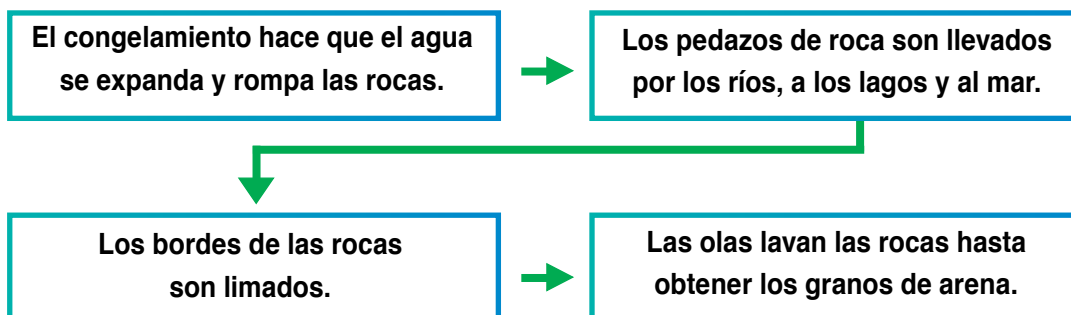 El congelamiento hace que el agua
se expanda y rompa las rocas.
Los pedazos de roca son llevados
por los ríos, a los lagos y al mar.
Los bordes de las rocas
son limados.
Las olas lavan las rocas hasta
obtener los granos de arena.